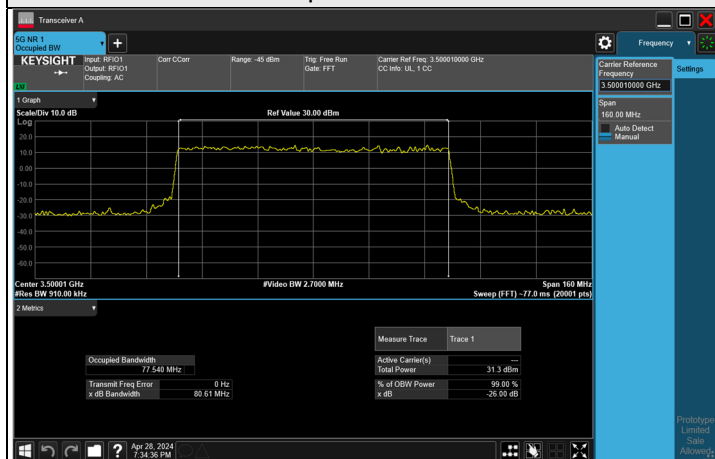 Transceiver A
5G NR 1
Occupied BW
Frequency
KEYSIGHT
LXI
Input: RFIO1
Output: RFIO1
Coupling: AC
Corr CCorr
Range: -45 dBm
Trig: Free Run
Gate: FFT
Carrier Ref Freq: 3.500010000 GHz
CC Info: UL, 1 CC
Carrier Reference
Frequency
3.500010000 GHz
Settings
Span
160.00 MHz
Auto Detect
Manual
1 Graph
Scale/Div 10.0 dB
Ref Value 30.00 dBm
Log
20.0
10.0
0.00
-10.0
-20.0
-30.0
-40.0
-50.0
-60.0
Center 3.50001 GHz
#Video BW 2.7000 MHz
Span 160 MHz
#Res BW 910.00 kHz
Sweep (FFT) ~77.0 ms (20001 pts)
2 Metrics
Measure Trace
Trace 1
Occupied Bandwidth
77.540 MHz
Active Carrier(s)
---
Total Power
31.3 dBm
Transmit Freq Error
0 Hz
x dB Bandwidth
80.61 MHz
% of OBW Power
99.00 %
x dB
-26.00 dB
Prototype
Limited
Sale
Allowed
Apr 28, 2024
7:34:36 PM